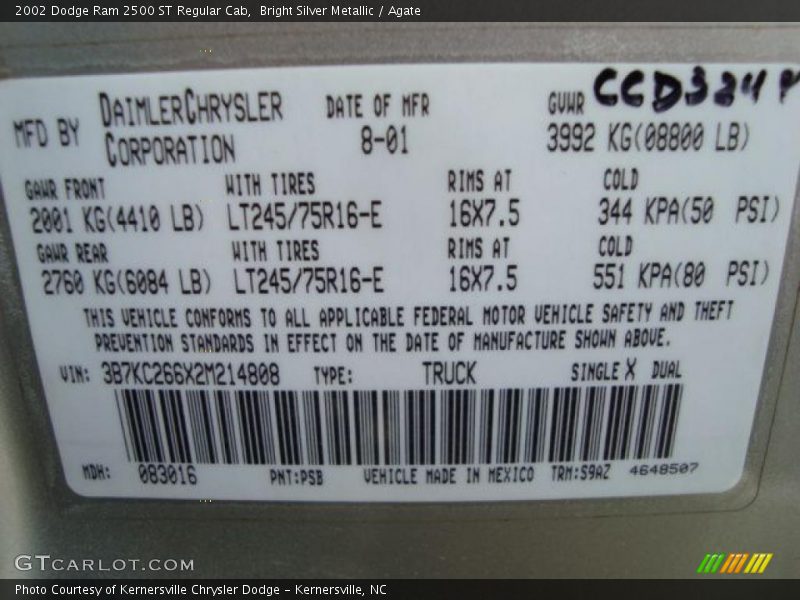 2002 Dodge Ram 2500 ST Regular Cab, Bright Silver Metallic / Agate
CCD324Y
MFD BY DAIMLERCHRYSLER CORPORATION DATE OF MFR 8-01 GVWR 3992 KG(08800 LB)
GAWR FRONT WITH TIRES RIMS AT COLD
2001 KG(4410 LB) LT245/75R16-E 16X7.5 344 KPA(50 PSI)
GAWR REAR WITH TIRES RIMS AT COLD
2760 KG(6084 LB) LT245/75R16-E 16X7.5 551 KPA(80 PSI)
THIS VEHICLE CONFORMS TO ALL APPLICABLE FEDERAL MOTOR VEHICLE SAFETY AND THEFT
PREVENTION STANDARDS IN EFFECT ON THE DATE OF MANUFACTURE SHOWN ABOVE.
VIN: 3B7KC266X2M214808 TYPE: TRUCK SINGLE X DUAL
MDH: 083016 PNT:PSB VEHICLE MADE IN MEXICO TRM:S9AZ 4648507
GTCARLOT.COM
Photo Courtesy of Kernersville Chrysler Dodge – Kernersville, NC